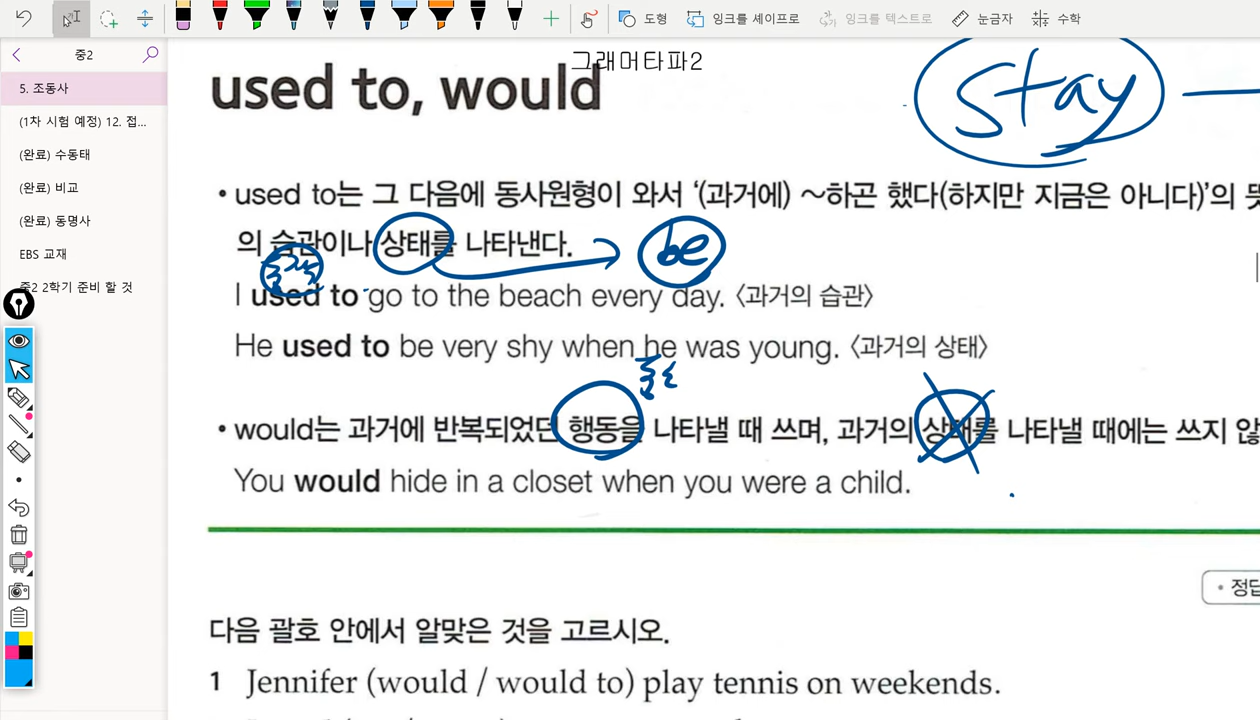 도형
잉크를 셰이프로
잉크를 텍스트로
눈금자
수학
중2
5. 조동사
(1차 시험 예정) 12. 접...
(완료) 수동태
(완료) 비교
(완료) 동명사
EBS 교재
중2 2학기 준비 할 것
그래머타파2
used to, would
stay
• used to는 그 다음에 동사원형이 와서 '(과거에) ~하곤 했다(하지만 지금은 아니다)'의 뜻
의 습관이나 상태를 나타낸다.
be
I used to go to the beach every day. 〈과거의 습관〉
He used to be very shy when he was young. 〈과거의 상태〉
• would는 과거에 반복되었던 행동을 나타낼 때 쓰며, 과거의 상태를 나타낼 때에는 쓰지 않
You would hide in a closet when you were a child.
• 정답
다음 괄호 안에서 알맞은 것을 고르시오.
1 Jennifer (would / would to) play tennis on weekends.